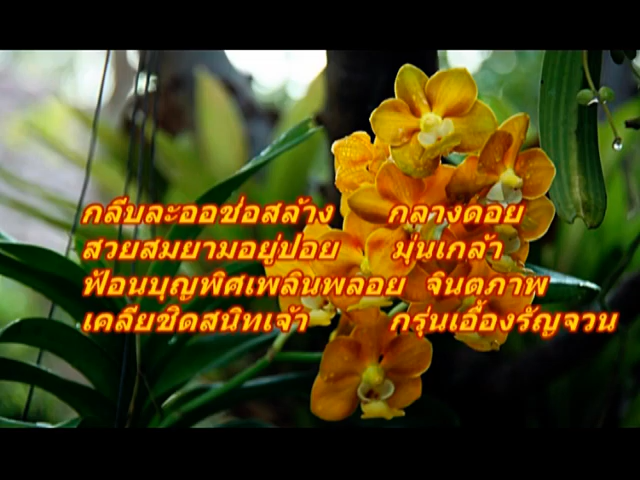 กลีบละออช่อสล้าง กลางดอย
สวยสมยามอยู่ปอย มุ่นเกล้า
ฟ้อนบุญพิศเพลินพลอย จินตภาพ
เคลียชิดสนิทเจ้า กรุ่นเอื้องรัญจวน